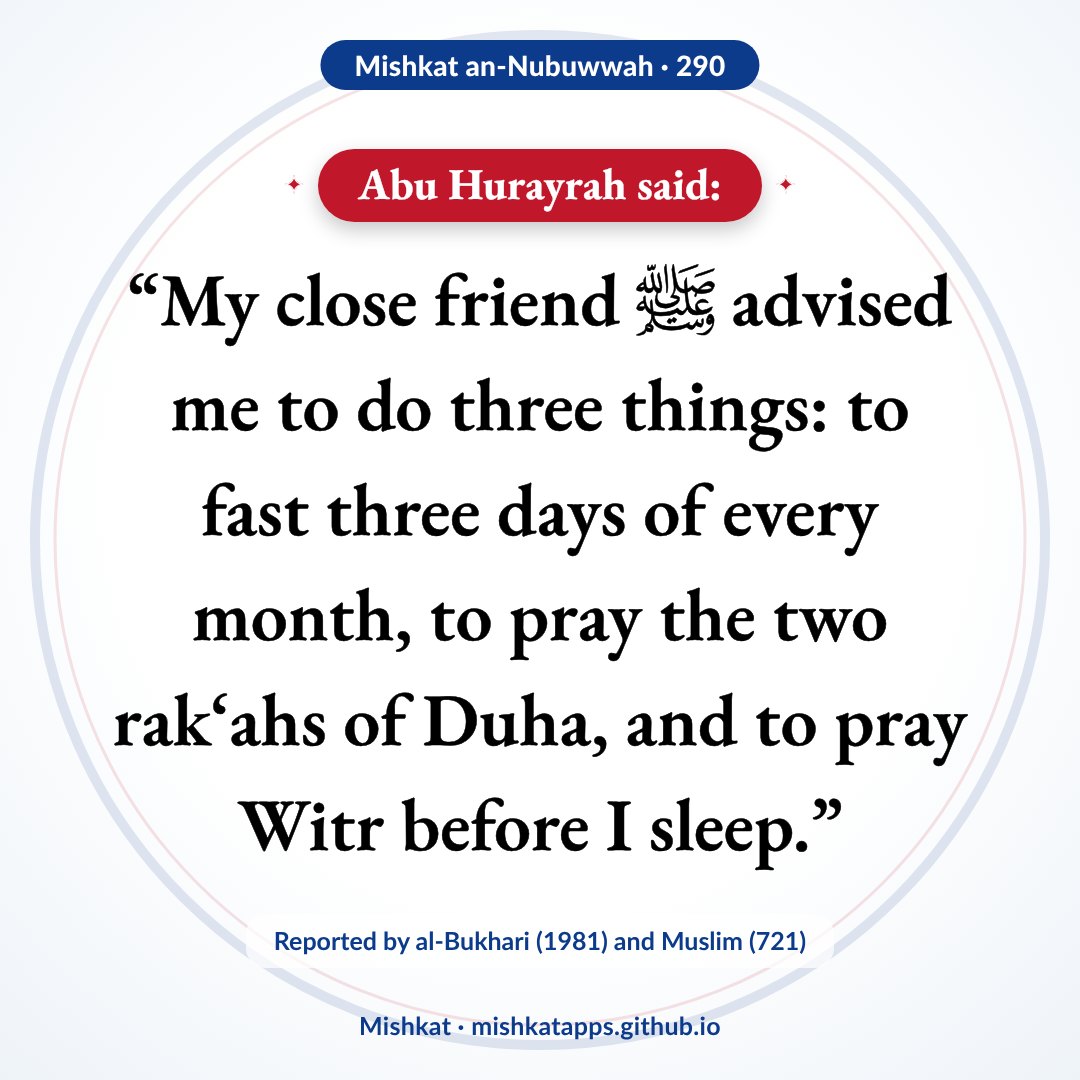 Mishkat an-Nubuwwah · 290
Abu Hurayrah said:
“My close friend ﷺ advised
me to do three things: to
fast three days of every
month, to pray the two
rak‘ahs of Duha, and to pray
Witr before I sleep.”
Reported by al-Bukhari (1981) and Muslim (721)
Mishkat · mishkatapps.github.io